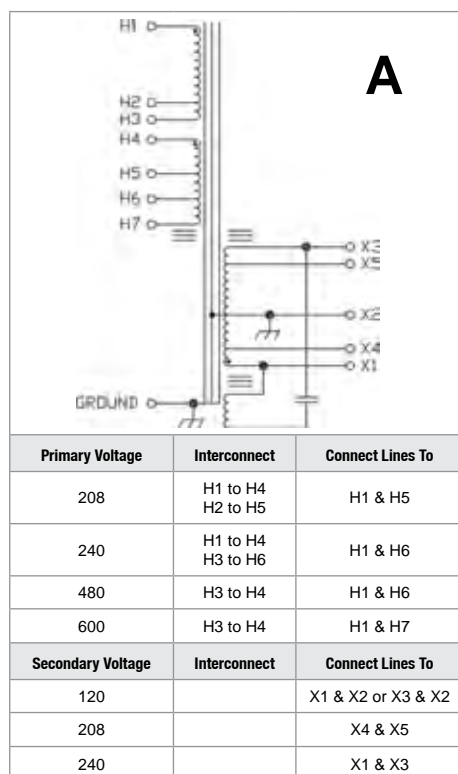 H1
A
H2
H3
H4
H5
H6
H7
X3
X5
X2
X4
X1
GROUND
Primary Voltage Interconnect Connect Lines To
208 H1 to H4 H1 & H5
H2 to H5
240 H1 to H4 H1 & H6
H3 to H6
480 H3 to H4 H1 & H6
600 H3 to H4 H1 & H7
Secondary Voltage Interconnect Connect Lines To
120 X1 & X2 or X3 & X2
208 X4 & X5
240 X1 & X3